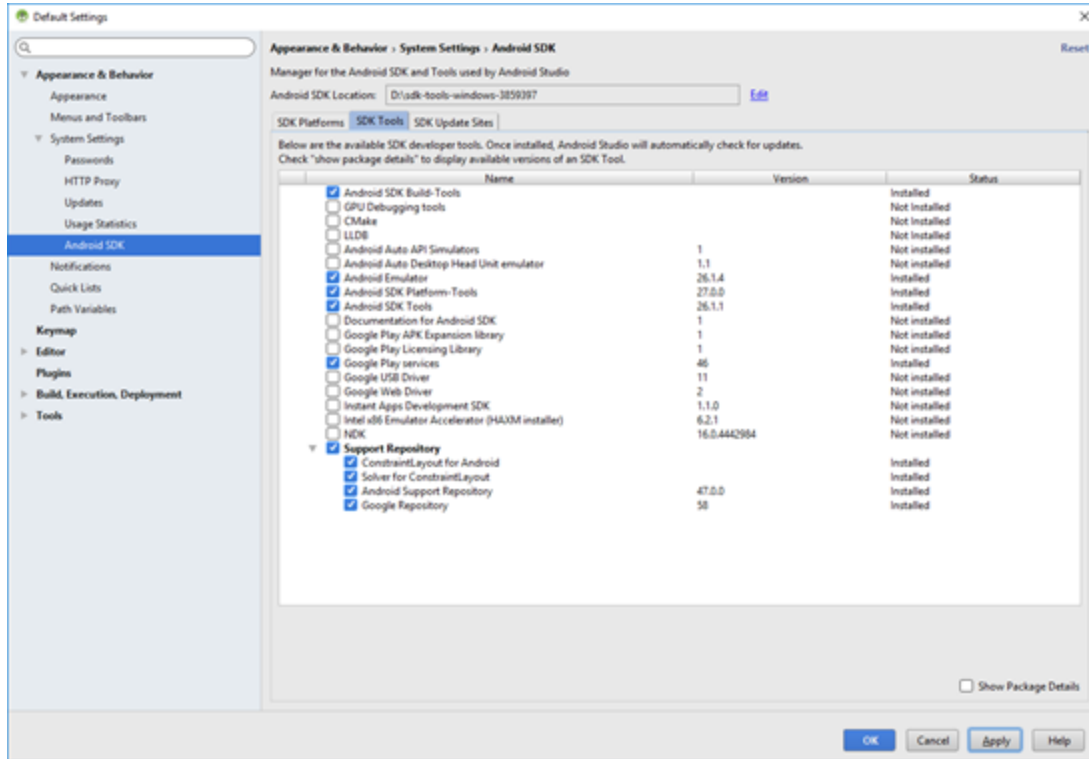 Default Settings
Appearance & Behavior › System Settings › Android SDK
Reset
Appearance & Behavior
Appearance
Menus and Toolbars
System Settings
Passwords
HTTP Proxy
Updates
Usage Statistics
Android SDK
Notifications
Quick Lists
Path Variables
Keymap
Editor
Plugins
Build, Execution, Deployment
Tools
Manager for the Android SDK and Tools used by Android Studio
Android SDK Location: D:\sdk-tools-windows-3859397 Edit
SDK Platforms SDK Tools SDK Update Sites
Below are the available SDK developer tools. Once installed, Android Studio will automatically check for updates.
Check "show package details" to display available versions of an SDK Tool.
Name Version Status
Android SDK Build-Tools Installed
GPU Debugging tools Not Installed
CMake Not Installed
LLDB Not Installed
Android Auto API Simulators 1 Not installed
Android Auto Desktop Head Unit emulator 1.1 Not installed
Android Emulator 26.1.4 Installed
Android SDK Platform-Tools 27.0.0 Installed
Android SDK Tools 26.1.1 Installed
Documentation for Android SDK 1 Not installed
Google Play APK Expansion library 1 Not installed
Google Play Licensing Library 1 Not installed
Google Play services 46 Installed
Google USB Driver 11 Not installed
Google Web Driver 2 Not installed
Instant Apps Development SDK 1.1.0 Not installed
Intel x86 Emulator Accelerator (HAXM installer) 6.2.1 Not installed
NDK 16.0.4442984 Not installed
Support Repository
ConstraintLayout for Android Installed
Solver for ConstraintLayout Installed
Android Support Repository 47.0.0 Installed
Google Repository 58 Installed
Show Package Details
OK Cancel Apply Help